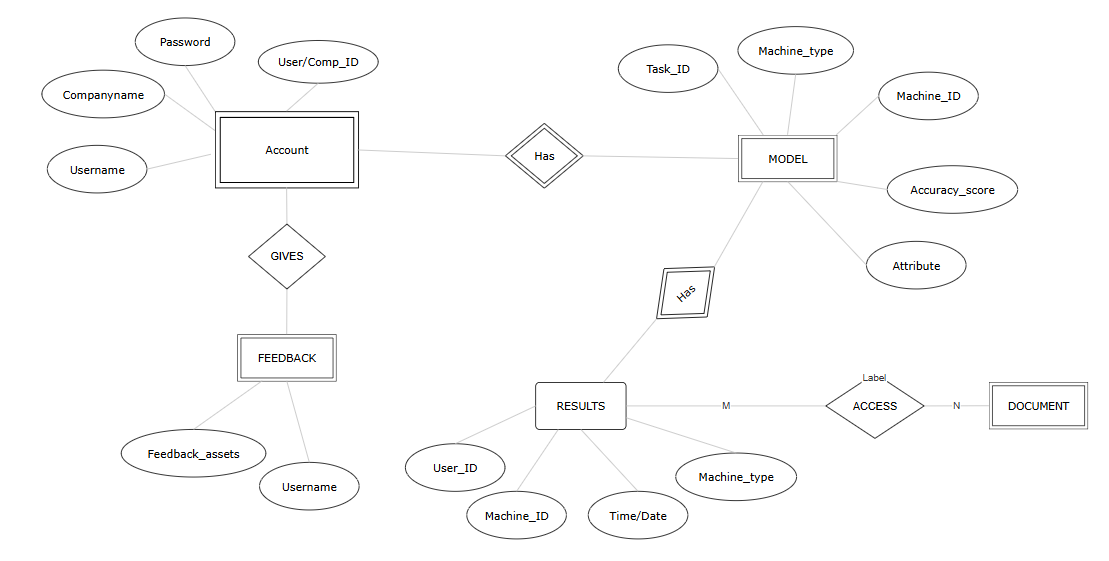 Password
User/Comp_ID
Companyname
Username
Account
Has
Task_ID
Machine_type
Machine_ID
MODEL
Accuracy_score
Attribute
GIVES
Has
FEEDBACK
Feedback_assets
Username
RESULTS
M
Label
ACCESS
N
DOCUMENT
User_ID
Machine_ID
Time/Date
Machine_type